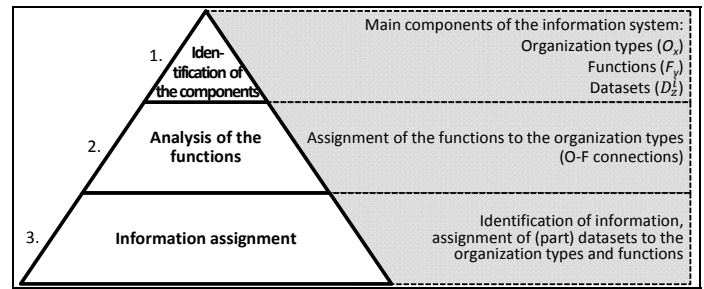 1.
Iden-
tification of
the components
Main components of the information system:
Organization types (Oₓ)
Functions (Fᵧ)
Datasets (D_z^i)
2.
Analysis of the
functions
Assignment of the functions to the organization types
(O-F connections)
3.
Information assignment
Identification of information,
assignment of (part) datasets to the
organization types and functions